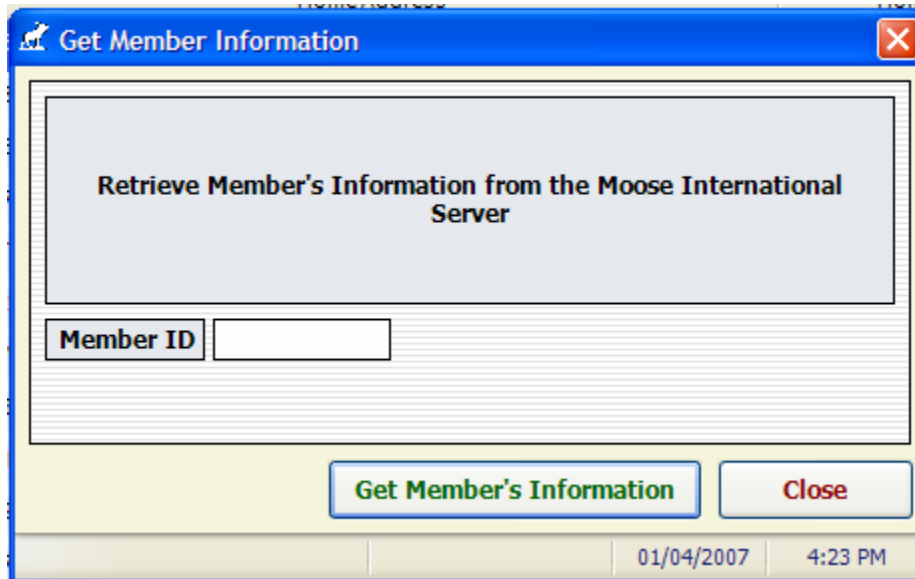 HomeAddress
Get Member Information
Retrieve Member's Information from the Moose International
Server
Member ID
Get Member's Information
Close
01/04/2007 4:23 PM